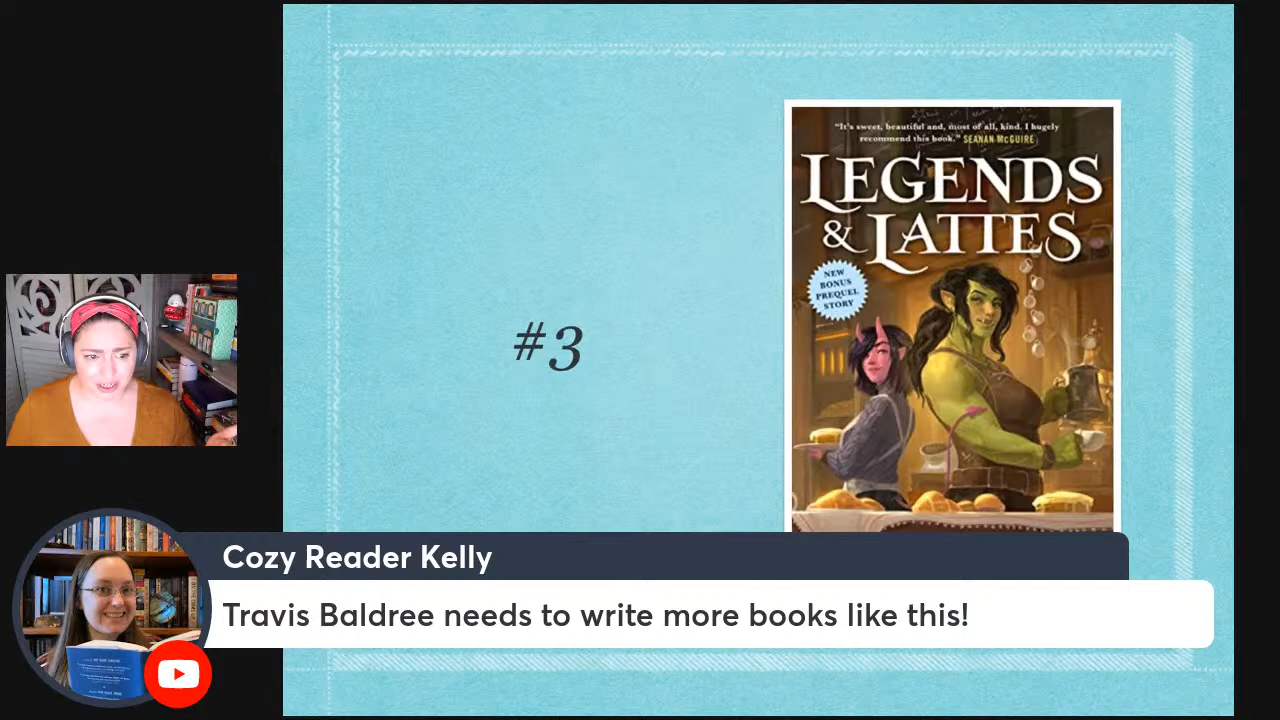 "It's sweet, beautiful and, most of all, kind. I hugely
recommend this book." SEANAN McGUIRE
LEGENDS
& LATTES
NEW
BONUS
PREQUEL
STORY
#3
Cozy Reader Kelly
Travis Baldree needs to write more books like this!